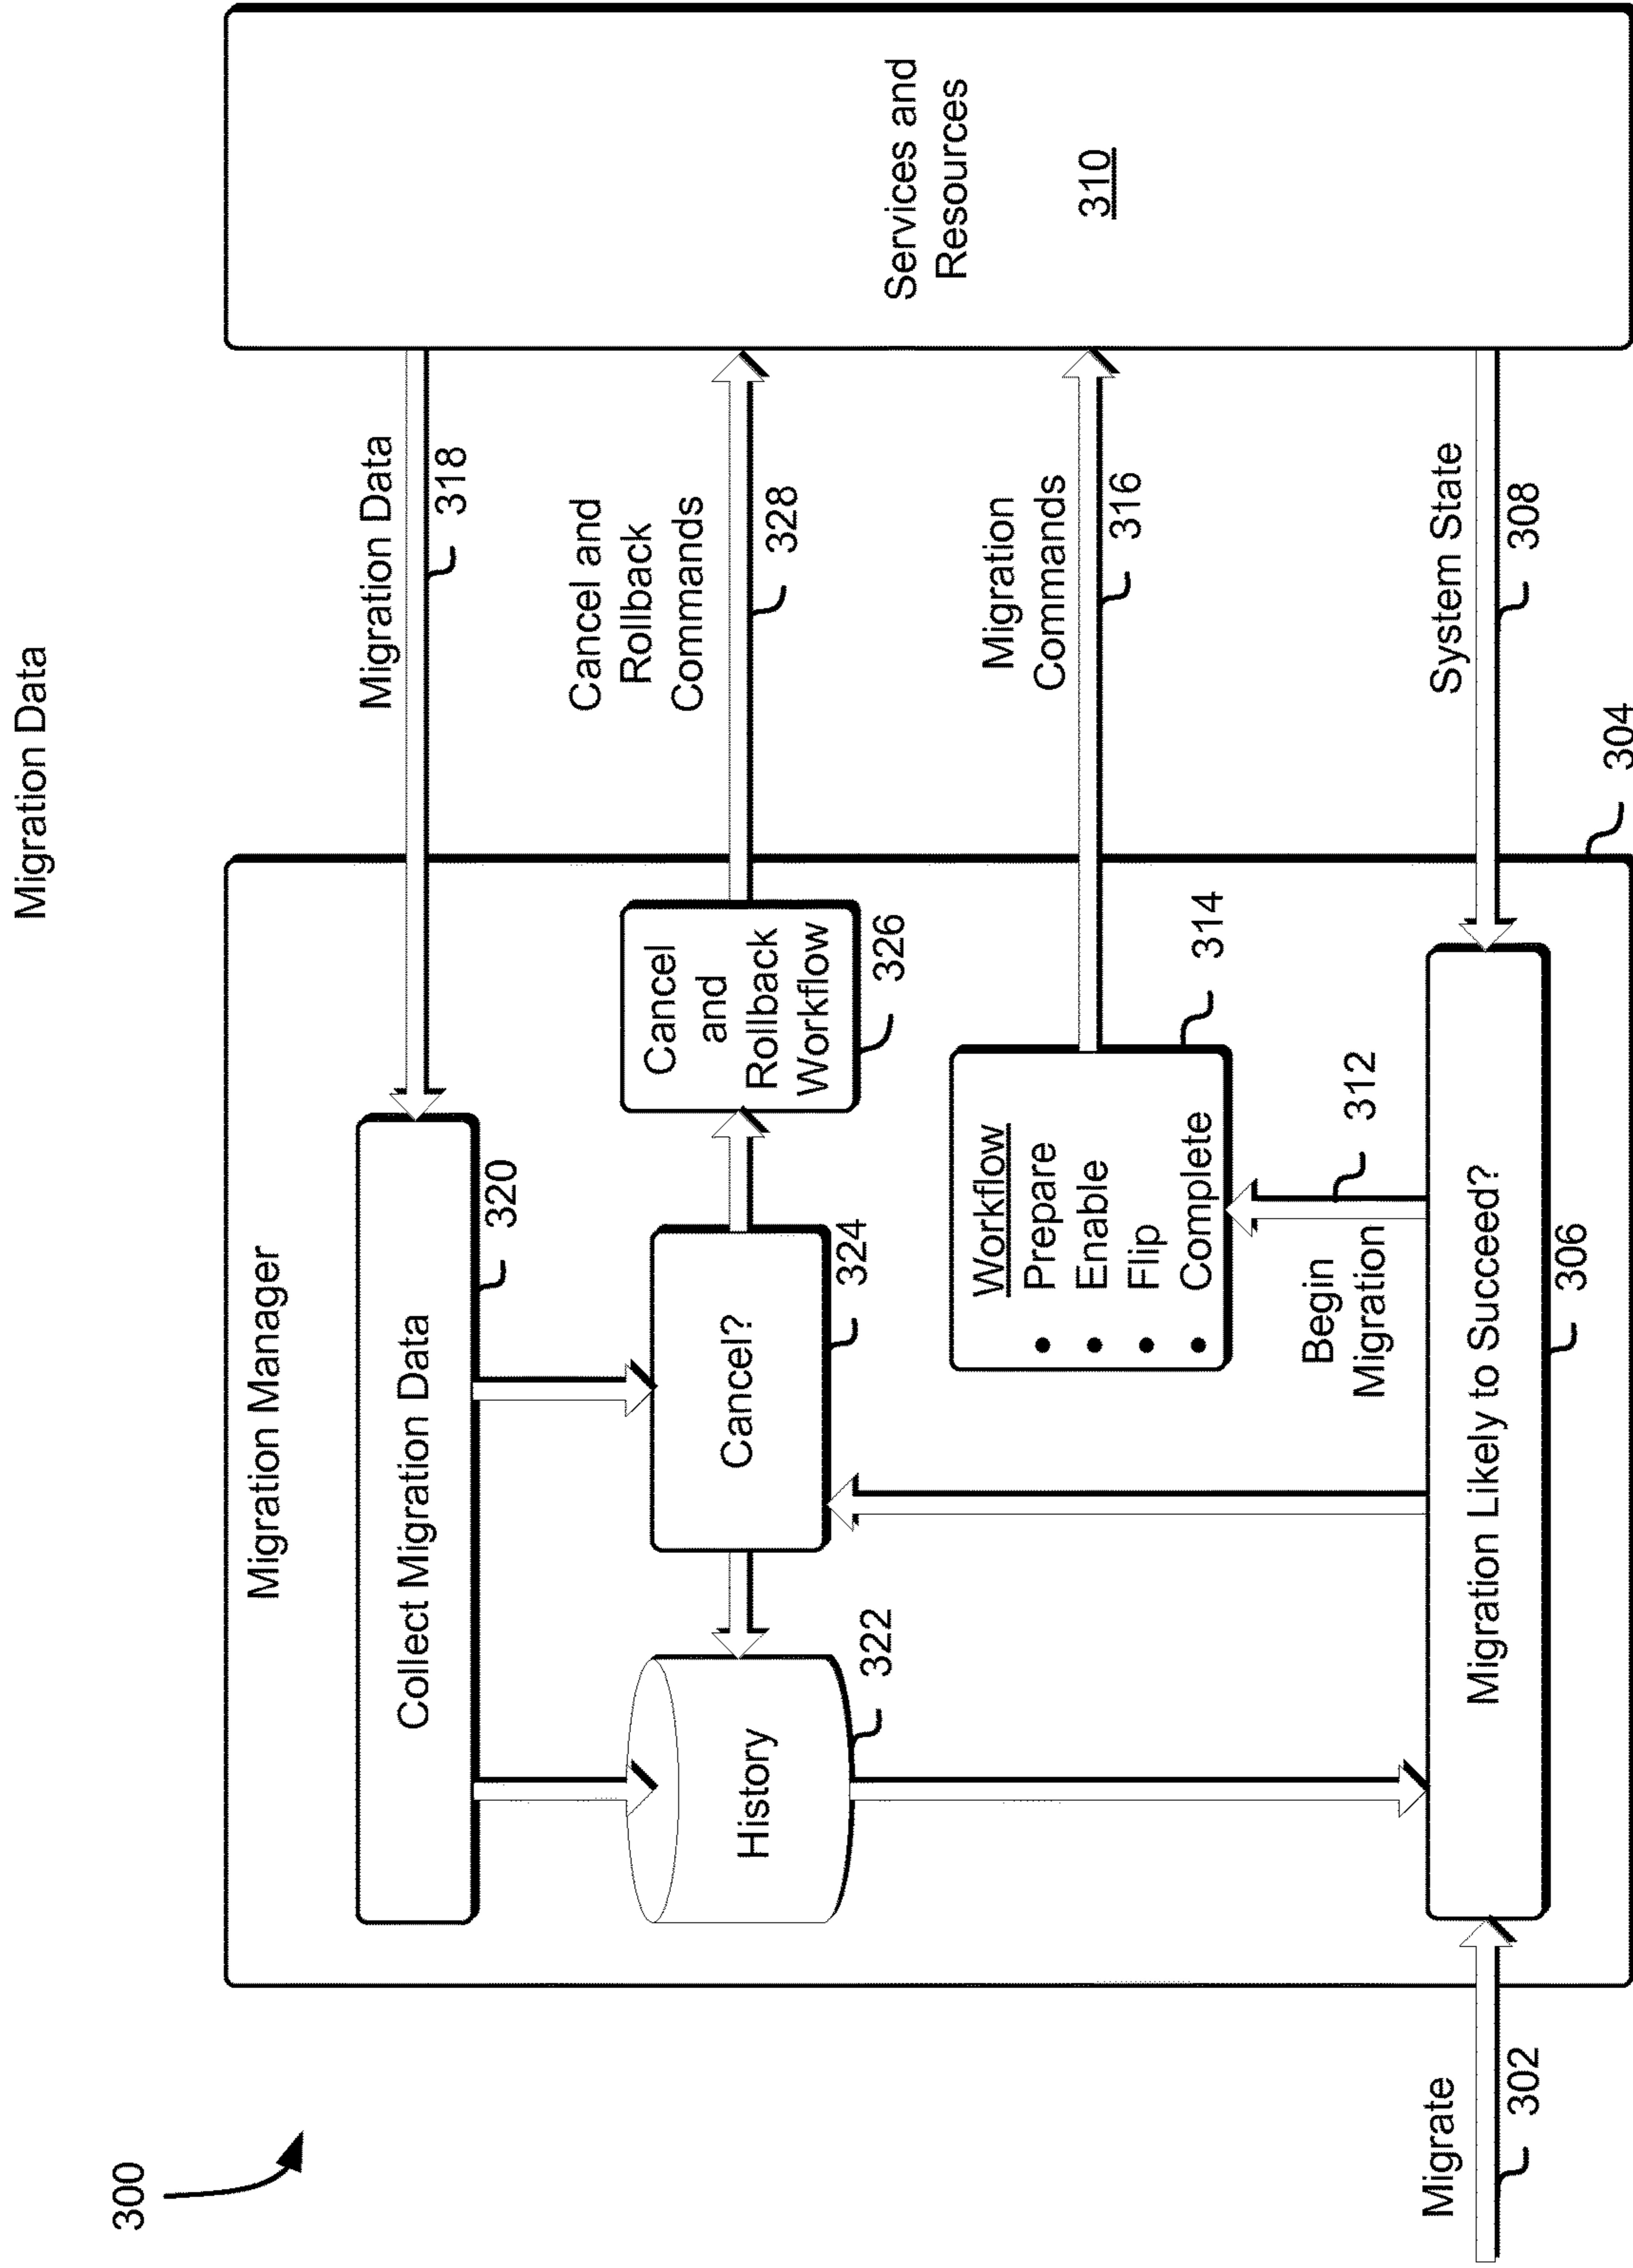 Migration Data
300
Migration Manager
Collect Migration Data
320
Migration Data
318
History
322
Cancel?
324
Cancel
and
Rollback
Workflow
326
Cancel and
Rollback
Commands
328
Services and
Resources
310
Workflow
• Prepare
• Enable
• Flip
• Complete
314
Migration
Commands
316
Begin
Migration
312
Migrate
302
Migration Likely to Succeed?
306
System State
308
304